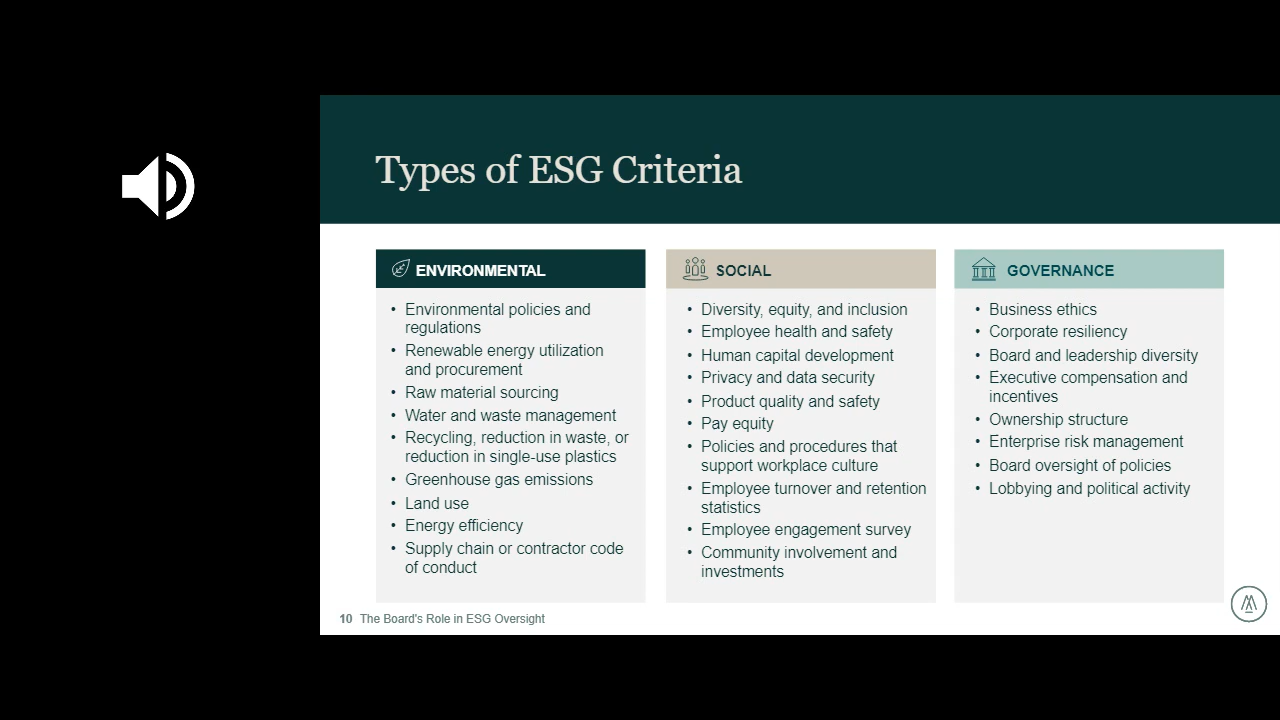 Types of ESG Criteria
ENVIRONMENTAL
• Environmental policies and
regulations
• Renewable energy utilization
and procurement
• Raw material sourcing
• Water and waste management
• Recycling, reduction in waste, or
reduction in single-use plastics
• Greenhouse gas emissions
• Land use
• Energy efficiency
• Supply chain or contractor code
of conduct
SOCIAL
• Diversity, equity, and inclusion
• Employee health and safety
• Human capital development
• Privacy and data security
• Product quality and safety
• Pay equity
• Policies and procedures that
support workplace culture
• Employee turnover and retention
statistics
• Employee engagement survey
• Community involvement and
investments
GOVERNANCE
• Business ethics
• Corporate resiliency
• Board and leadership diversity
• Executive compensation and
incentives
• Ownership structure
• Enterprise risk management
• Board oversight of policies
• Lobbying and political activity
10 The Board's Role in ESG Oversight